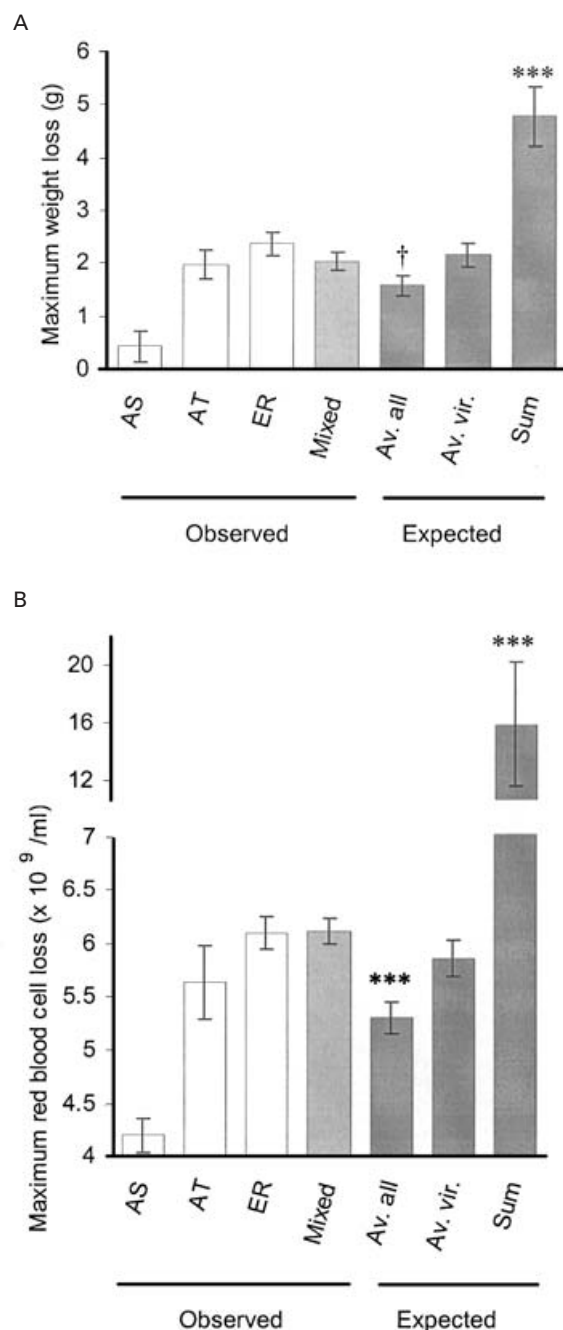 A
Maximum weight loss (g)
6
5
4
3
2
1
0
***
†
AS
AT
ER
Mixed
Av. all
Av. vir.
Sum
Observed
Expected
B
Maximum red blood cell loss (x 10 9 /ml)
20
16
12
7
6.5
6
5.5
5
4.5
4
***
***
AS
AT
ER
Mixed
Av. all
Av. vir.
Sum
Observed
Expected